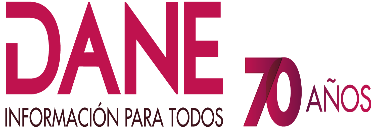 DANE
INFORMACIÓN PARA TODOS
70 AÑOS